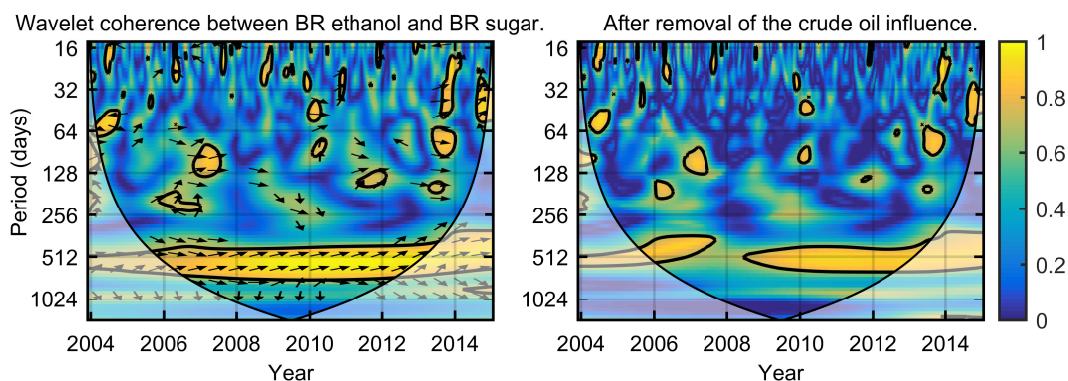 Wavelet coherence between BR ethanol and BR sugar.
After removal of the crude oil influence.
Period (days)
16
32
64
128
256
512
1024
2004 2006 2008 2010 2012 2014
Year
16
32
64
128
256
512
1024
2004 2006 2008 2010 2012 2014
Year
1
0.8
0.6
0.4
0.2
0